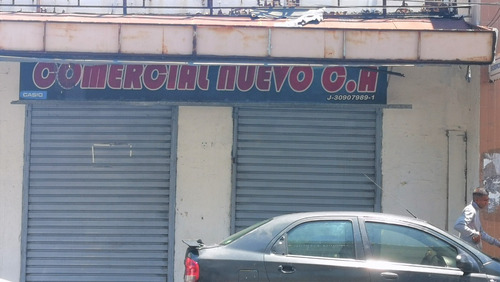 COMERCIAL NUEVO C.A
CASIO J-30907989-1